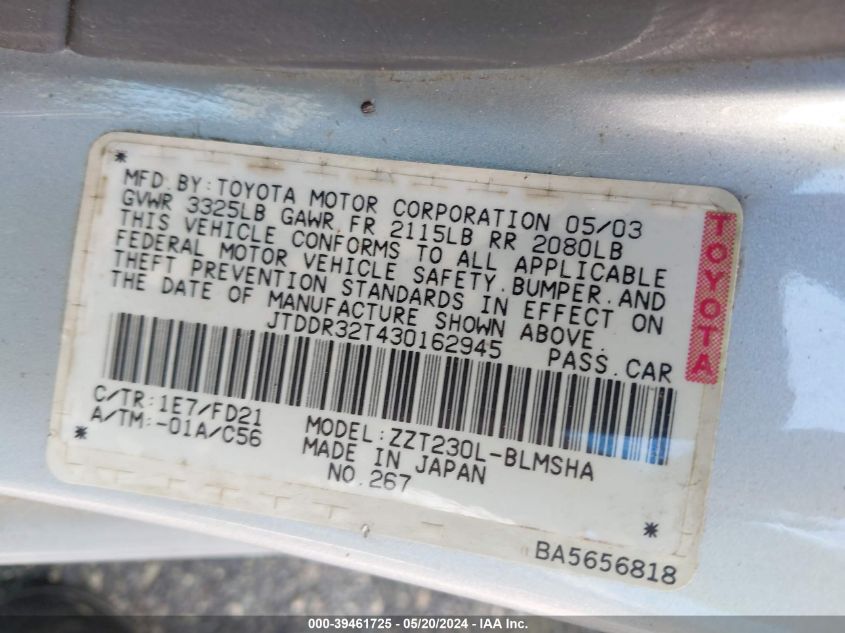 *
MFD.BY:TOYOTA MOTOR CORPORATION 05/03
GVWR 3325LB GAWR FR 2115LB RR 2080LB
THIS VEHICLE CONFORMS TO ALL APPLICABLE
FEDERAL MOTOR VEHICLE SAFETY,BUMPER,AND
THEFT PREVENTION STANDARDS IN EFFECT ON
THE DATE OF MANUFACTURE SHOWN ABOVE.
JTDDR32T430162945 PASS.CAR
TOYOTA
C/TR:1E7/FD21
A/TM:-01A/C56
MODEL:ZZT230L-BLMSHA
MADE IN JAPAN
NO.267
*
*
BA5656818
000-39461725 — 05/20/2024 — IAA Inc.